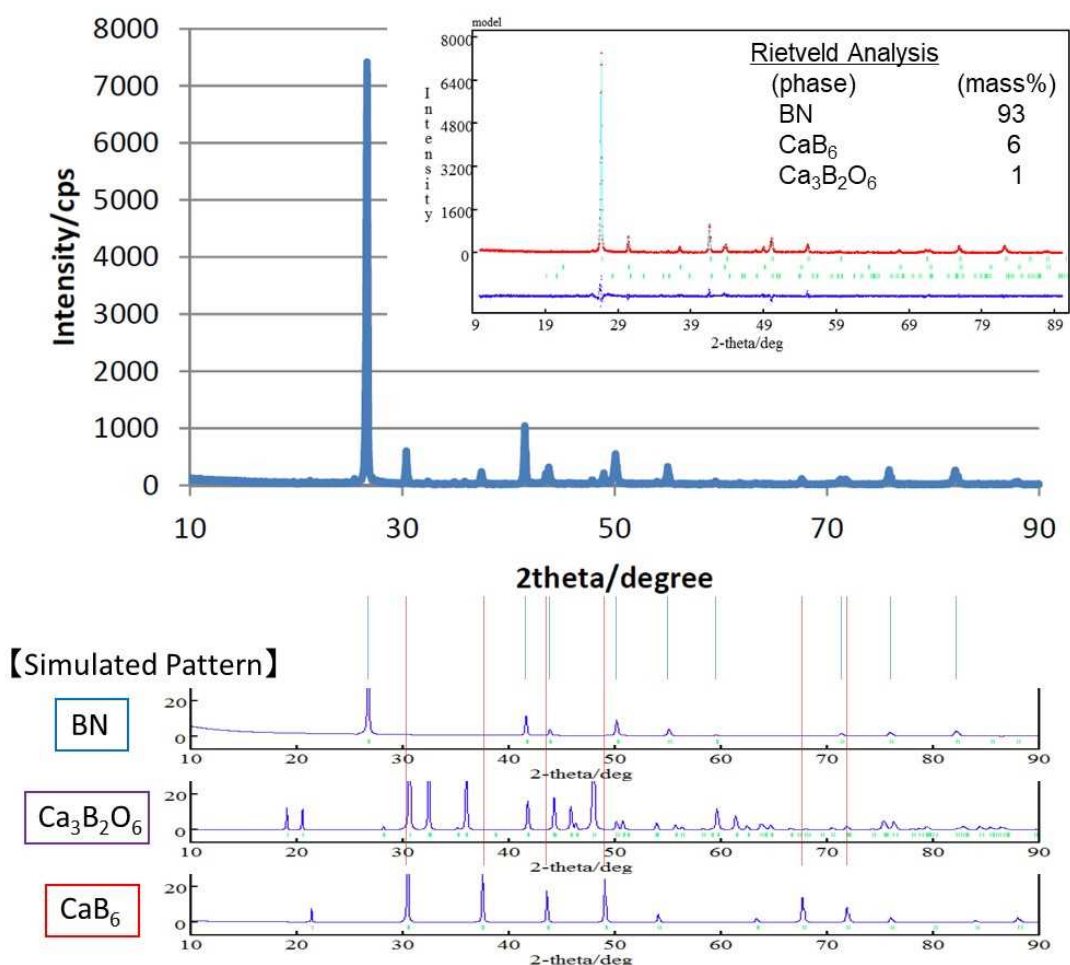 8000
7000
6000
5000
4000
3000
2000
1000
0
Intensity/cps
10 30 50 70 90
2theta/degree
model
8000
6400
4800
3200
1600
0
Intensity
Rietveld Analysis
(phase) (mass%)
BN 93
CaB₆ 6
Ca₃B₂O₆ 1
9 19 29 39 49 59 69 79 89
2-theta/deg
【Simulated Pattern】
BN
20
0
10 20 30 40 50 60 70 80 90
2-theta/deg
Ca₃B₂O₆
20
0
10 20 30 40 50 60 70 80 90
2-theta/deg
CaB₆
20
0
10 20 30 40 50 60 70 80 90
2-theta/deg